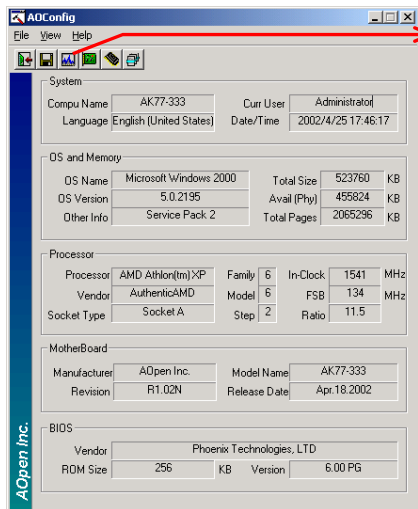 AOConfig
File View Help
System
Compu Name AK77-333 Curr User Administrator
Language English (United States) Date/Time 2002/4/25 17:46:17
OS and Memory
OS Name Microsoft Windows 2000 Total Size 523760 KB
OS Version 5.0.2195 Avail (Phy) 455824 KB
Other Info Service Pack 2 Total Pages 2065296 KB
Processor
Processor AMD Athlon(tm) XP Family 6 In-Clock 1541 MHz
Vendor AuthenticAMD Model 6 FSB 134 MHz
Socket Type Socket A Step 2 Ratio 11.5
MotherBoard
Manufacturer AOpen Inc. Model Name AK77-333
Revision R1.02N Release Date Apr.18.2002
BIOS
Vendor Phoenix Technologies, LTD
ROM Size 256 KB Version 6.00 PG
AOpen Inc.